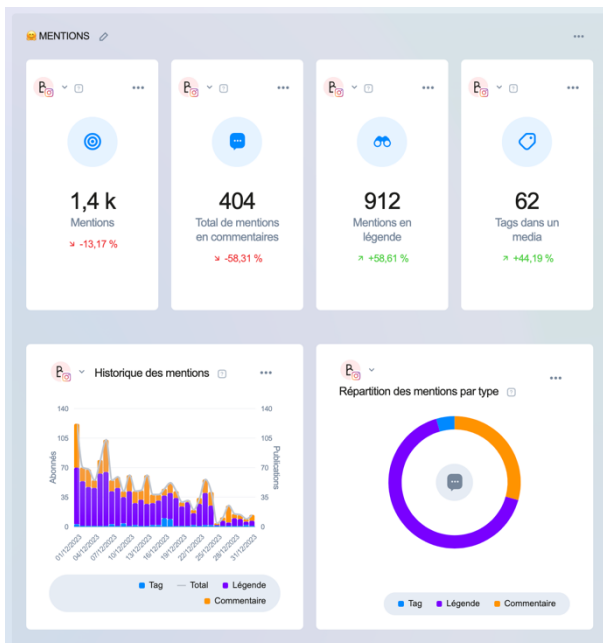 MENTIONS
1,4 k
Mentions
-13,17 %
404
Total de mentions
en commentaires
-58,31 %
912
Mentions en
légende
+58,61 %
62
Tags dans un
media
+44,19 %
Historique des mentions
140
105
70
35
0
Abonnés
140
105
70
35
0
Publications
01/12/2023
04/12/2023
07/12/2023
10/12/2023
13/12/2023
16/12/2023
19/12/2023
22/12/2023
25/12/2023
28/12/2023
31/12/2023
Tag
Total
Légende
Commentaire
Répartition des mentions par type
Tag
Légende
Commentaire